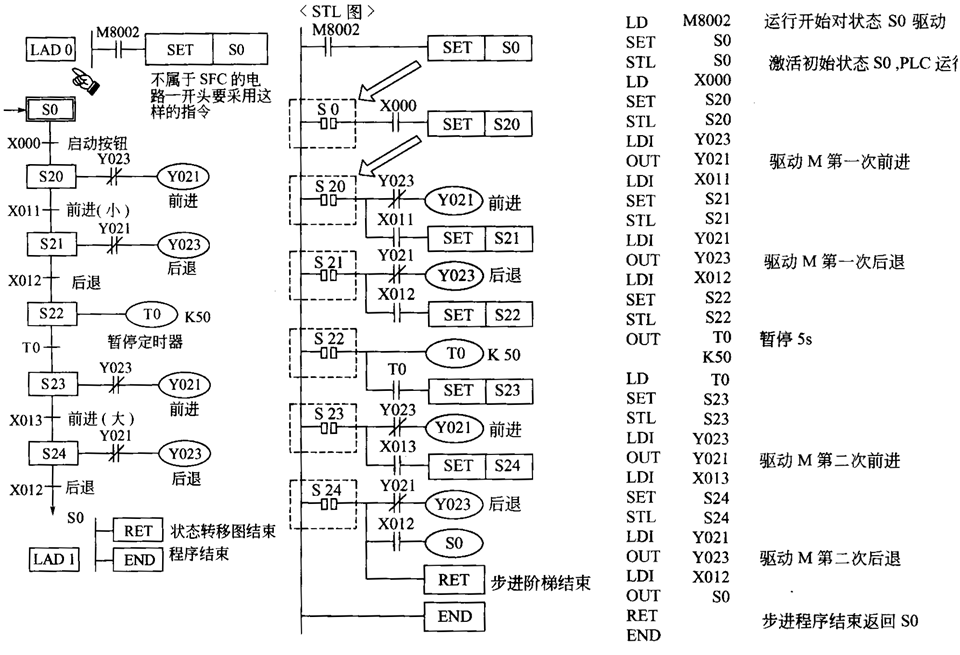 LAD 0
M8002
SET S0
不属于 SFC 的电
路一开头要采用这
样的指令
S0
X000 启动按钮
Y023
S20 Y021
前进
X011 前进(小)
Y021
S21 Y023
后退
X012 后退
S22 T0 K50
暂停定时器
T0
Y023
S23 Y021
前进
X013 前进(大)
Y021
S24 Y023
后退
X012 后退
S0
RET 状态转移图结束
LAD 1 END 程序结束
〈STL 图〉
M8002
SET S0
S 0 X000
SET S20
S 20 Y023
Y021 前进
X011
SET S21
S 21 Y021
Y023 后退
X012
SET S22
S 22
T0 K 50
T0
SET S23
S 23 Y023
Y021 前进
X013
SET S24
S 24 Y021
Y023 后退
X012
S0
RET 步进阶梯结束
END
LD M8002 运行开始对状态 S0 驱动
SET S0
STL S0 激活初始状态 S0 ,PLC 运
LD X000
SET S20
STL S20
LDI Y023
OUT Y021 驱动 M 第一次前进
LDI X011
SET S21
STL S21
LDI Y021
OUT Y023 驱动 M 第一次后退
LDI X012
SET S22
STL S22
OUT T0 暂停 5s
K50
LD T0
SET S23
STL S23
LDI Y023
OUT Y021 驱动 M 第二次前进
LDI X013
SET S24
STL S24
LDI Y021
OUT Y023 驱动 M 第二次后退
LDI X012
OUT S0
RET 步进程序结束返回 S0
END